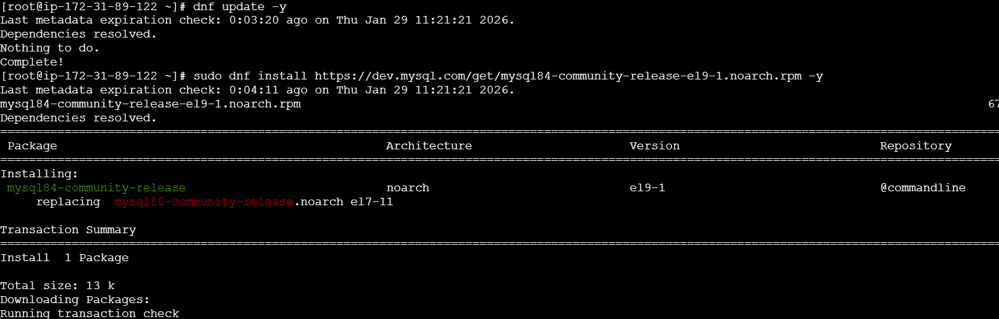 [root@ip-172-31-89-122 ~]# dnf update -y
Last metadata expiration check: 0:03:20 ago on Thu Jan 29 11:21:21 2026.
Dependencies resolved.
Nothing to do.
Complete!
[root@ip-172-31-89-122 ~]# sudo dnf install https://dev.mysql.com/get/mysql84-community-release-el9-1.noarch.rpm -y
Last metadata expiration check: 0:04:11 ago on Thu Jan 29 11:21:21 2026.
mysql84-community-release-el9-1.noarch.rpm 67
Dependencies resolved.
Package Architecture Version Repository
Installing:
mysql84-community-release noarch el9-1 @commandline
replacing mysql80-community-release.noarch el7-11
Transaction Summary
Install 1 Package
Total size: 13 k
Downloading Packages:
Running transaction check